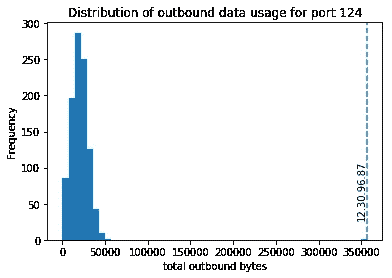 Distribution of outbound data usage for port 124
300
250
200
150
100
50
0
Frequency
12.30.96.87
0 50000 100000 150000 200000 250000 300000 350000
total outbound bytes